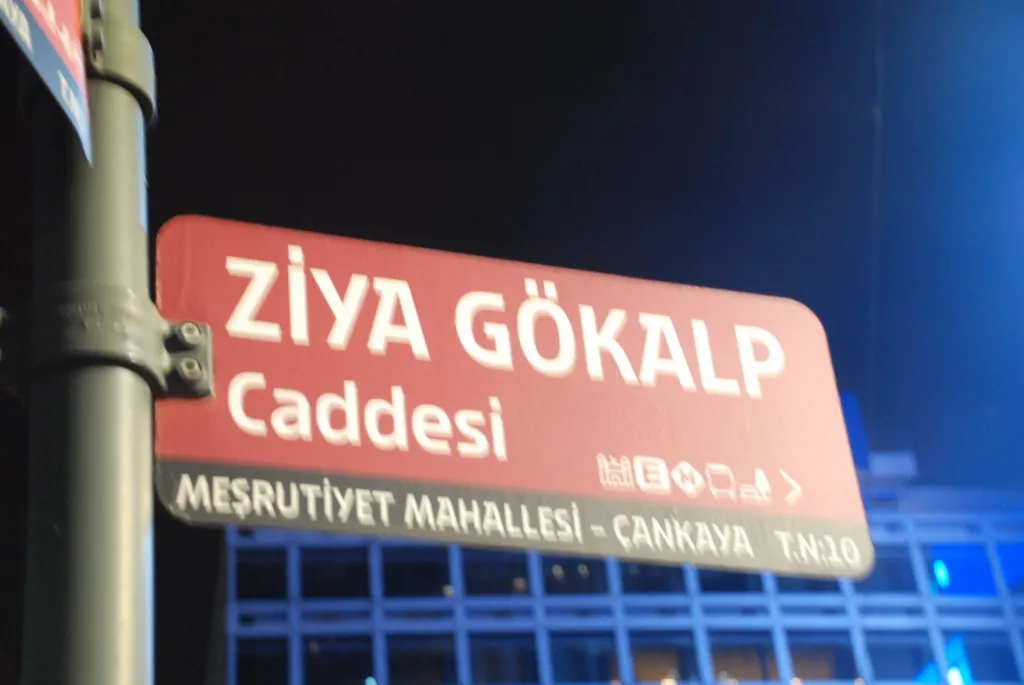 ZİYA GÖKALP
Caddesi
MEŞRUTİYET MAHALLESİ - ÇANKAYA T.N:10